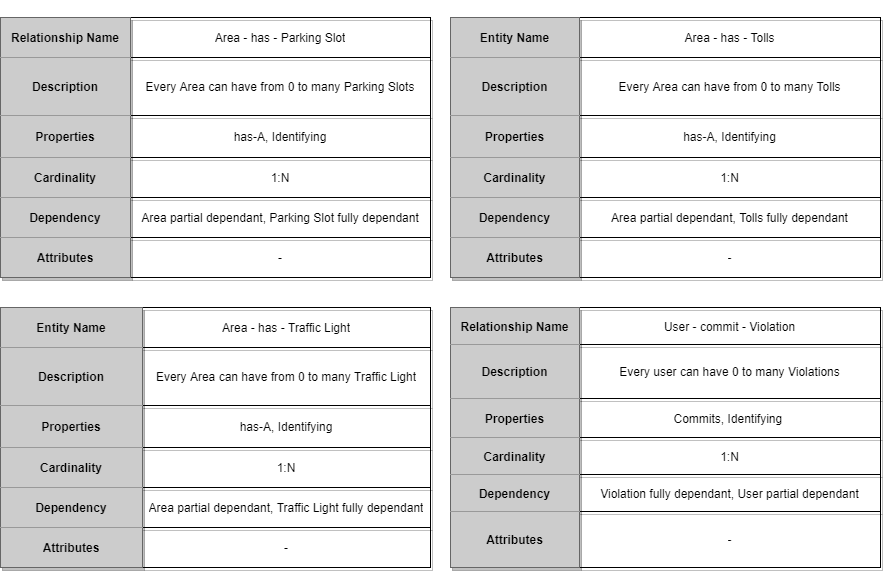 Relationship Name Area - has - Parking Slot
Description Every Area can have from 0 to many Parking Slots
Properties has-A, Identifying
Cardinality 1:N
Dependency Area partial dependant, Parking Slot fully dependant
Attributes -
Entity Name Area - has - Tolls
Description Every Area can have from 0 to many Tolls
Properties has-A, Identifying
Cardinality 1:N
Dependency Area partial dependant, Tolls fully dependant
Attributes -
Entity Name Area - has - Traffic Light
Description Every Area can have from 0 to many Traffic Light
Properties has-A, Identifying
Cardinality 1:N
Dependency Area partial dependant, Traffic Light fully dependant
Attributes -
Relationship Name User - commit - Violation
Description Every user can have 0 to many Violations
Properties Commits, Identifying
Cardinality 1:N
Dependency Violation fully dependant, User partial dependant
Attributes -